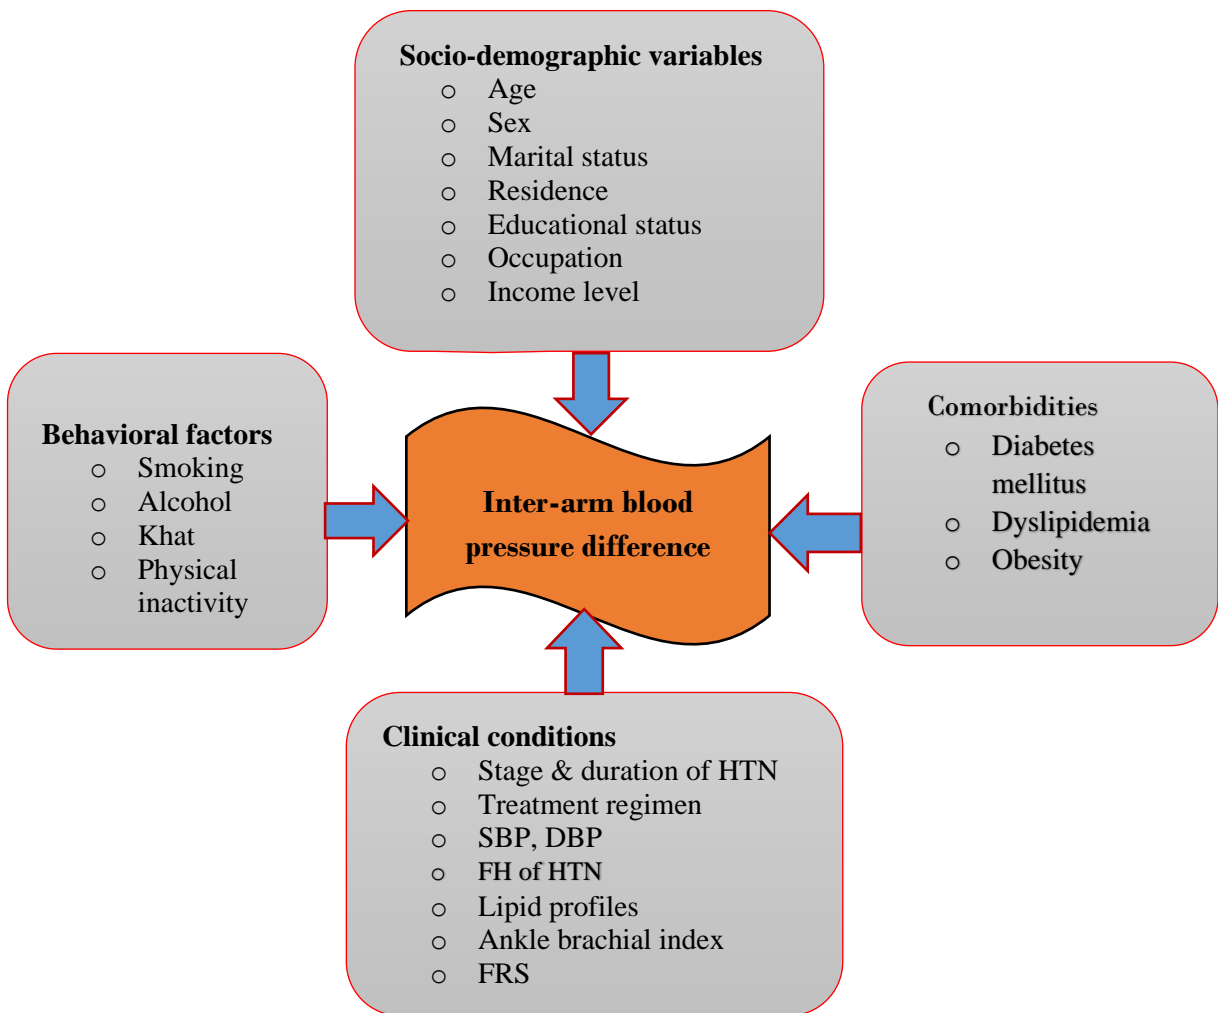 Socio-demographic variables
o Age
o Sex
o Marital status
o Residence
o Educational status
o Occupation
o Income level
Behavioral factors
o Smoking
o Alcohol
o Khat
o Physical
inactivity
Inter-arm blood
pressure difference
Comorbidities
o Diabetes
mellitus
o Dyslipidemia
o Obesity
Clinical conditions
o Stage & duration of HTN
o Treatment regimen
o SBP, DBP
o FH of HTN
o Lipid profiles
o Ankle brachial index
o FRS